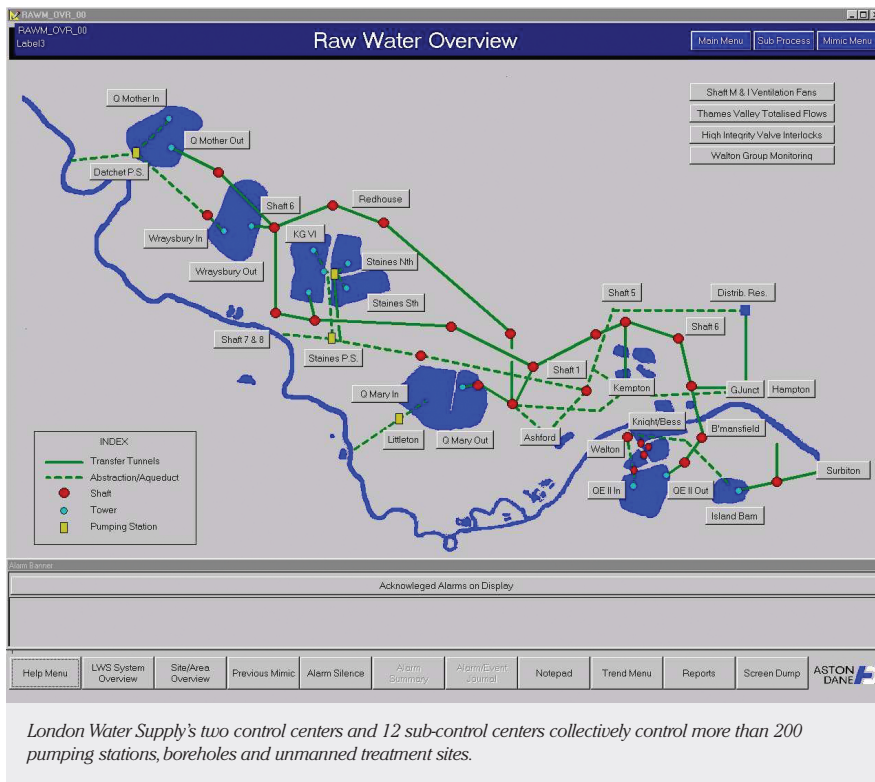 RAWM_OVR_00
RAWM_OVR_00
Label3
Raw Water Overview
Main Menu
Sub Process
Mimic Menu
Shaft M & I Ventilation Fans
Thames Valley Totalised Flows
High Integrity Valve Interlocks
Walton Group Monitoring
Q Mother In
Q Mother Out
Datchet P.S.
Shaft 6
Redhouse
Wraysbury In
KG VI
Wraysbury Out
Staines Nth
Staines Sth
Shaft 5
Distrib. Res.
Shaft 6
Shaft 7 & 8
Staines P.S.
Shaft 1
Q Mary In
Kempton
GJunct
Hampton
Littleton
Q Mary Out
Ashford
Knight/Bess
B'mansfield
Walton
Surbiton
QE II In
QE II Out
Island Barn
INDEX
Transfer Tunnels
Abstraction/Aqueduct
Shaft
Tower
Pumping Station
Alarm Banner
Acknowleged Alarms on Display
Help Menu
LWS System
Overview
Site/Area
Overview
Previous Mimic
Alarm Silence
Alarm
Summary
Alarm/Event
Journal
Notepad
Trend Menu
Reports
Screen Dump
ASTON
DANE
London Water Supply's two control centers and 12 sub-control centers collectively control more than 200
pumping stations, boreholes and unmanned treatment sites.